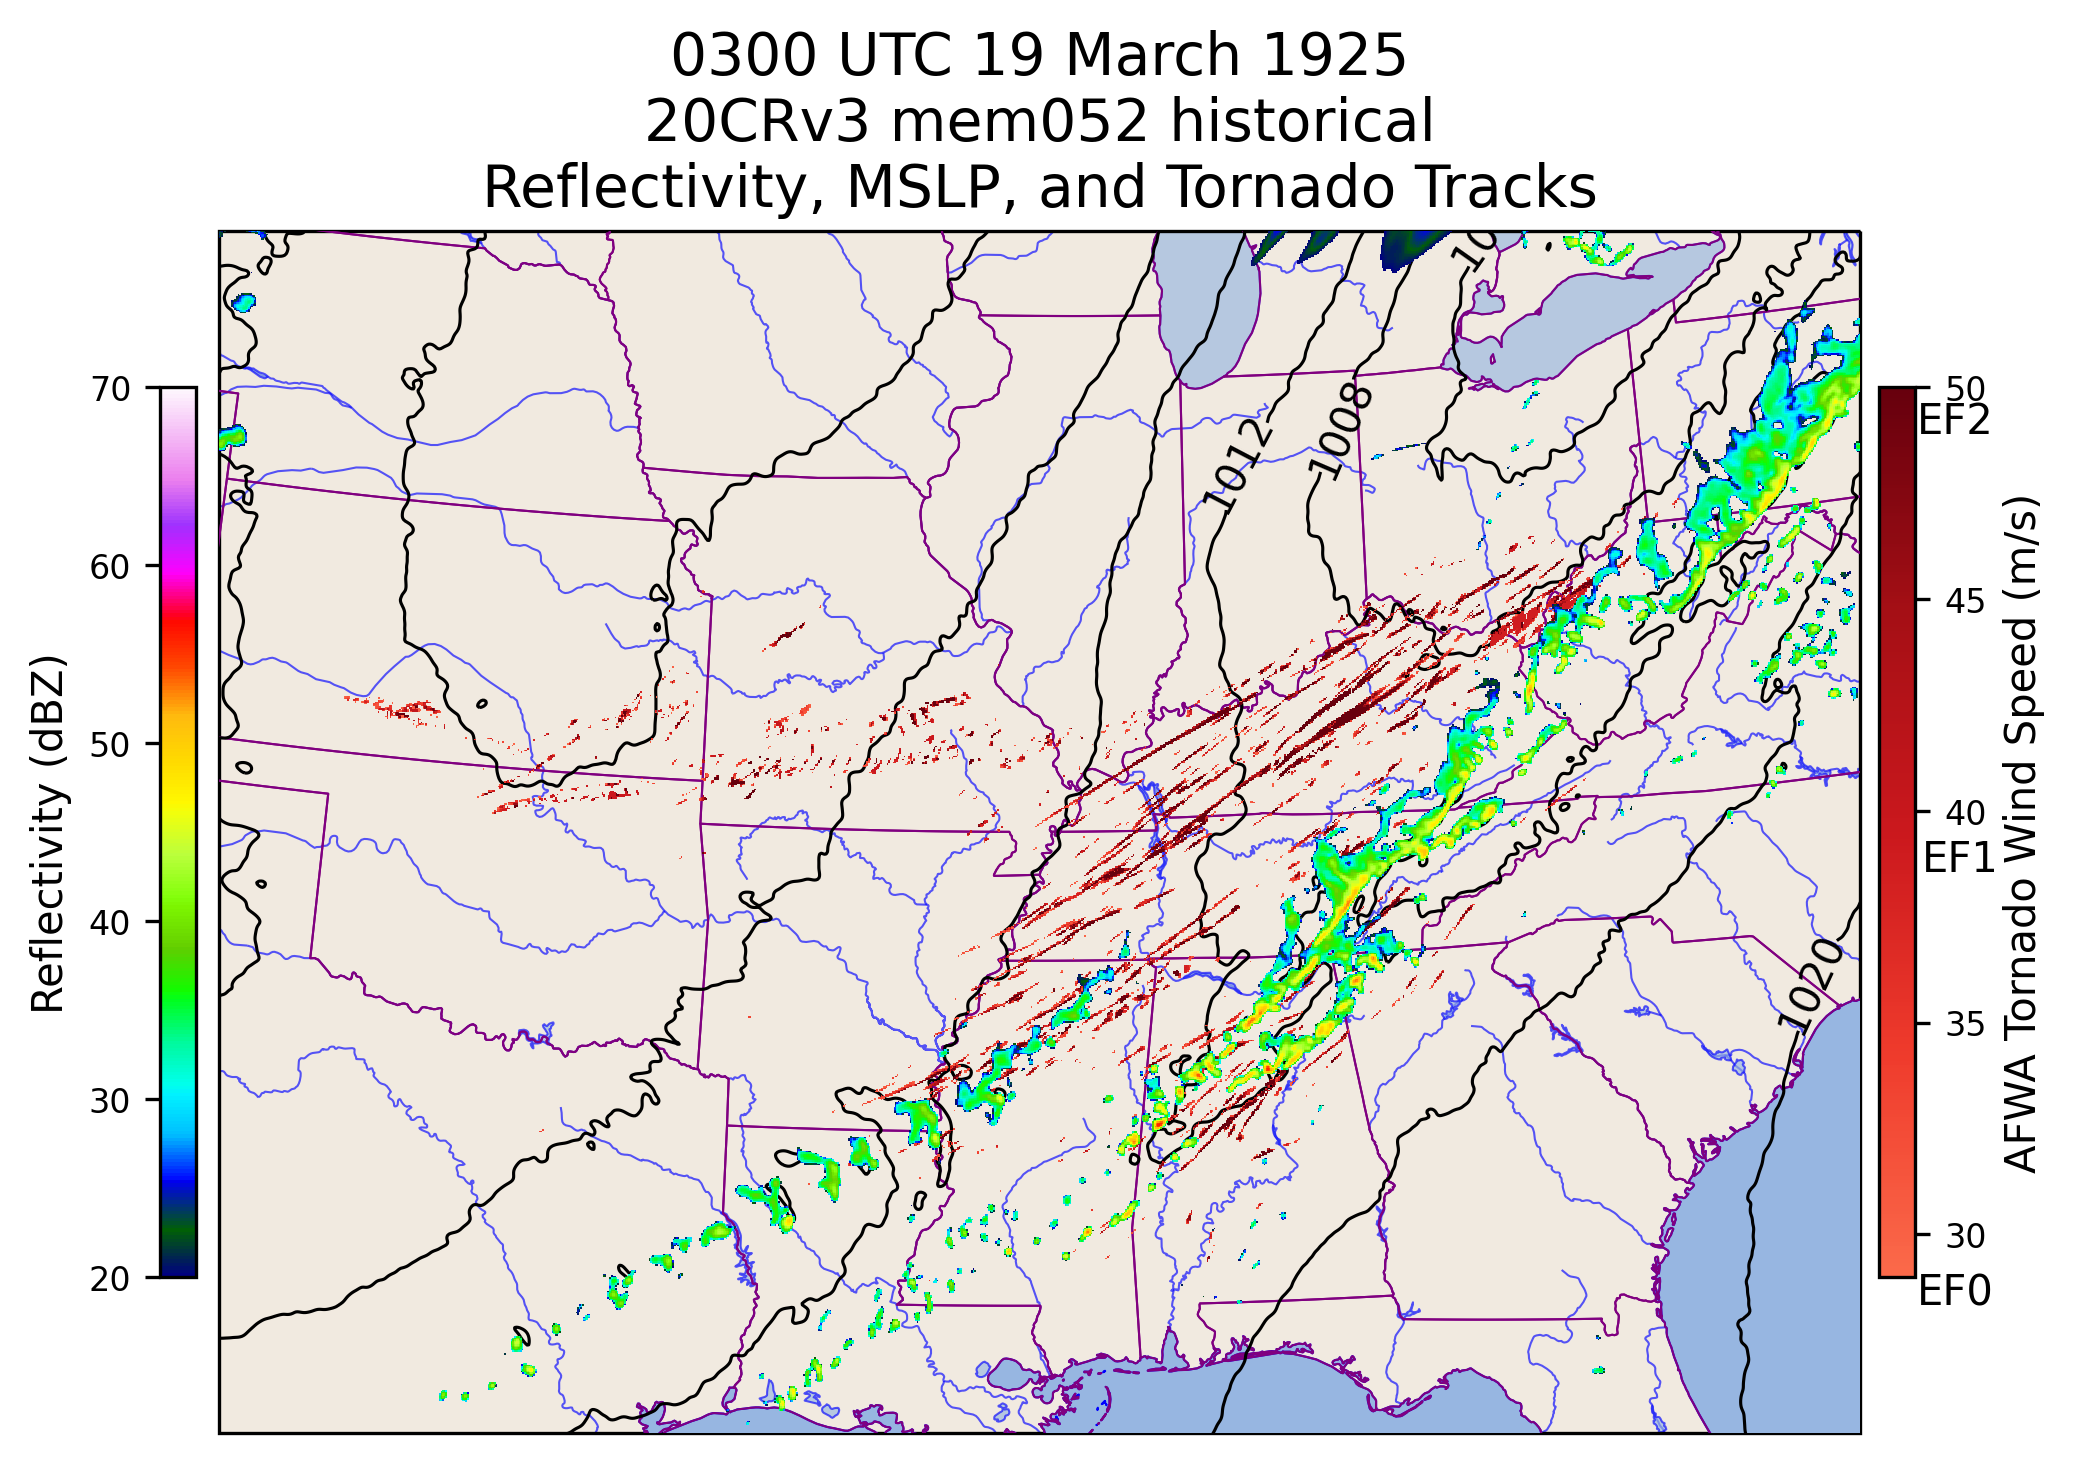 0300 UTC 19 March 1925
20CRv3 mem052 historical
Reflectivity, MSLP, and Tornado Tracks
10
1008
1012
1020
70
60
50
40
30
20
Reflectivity (dBZ)
50
EF2
45
40
EF1
35
30
EF0
AFWA Tornado Wind Speed (m/s)